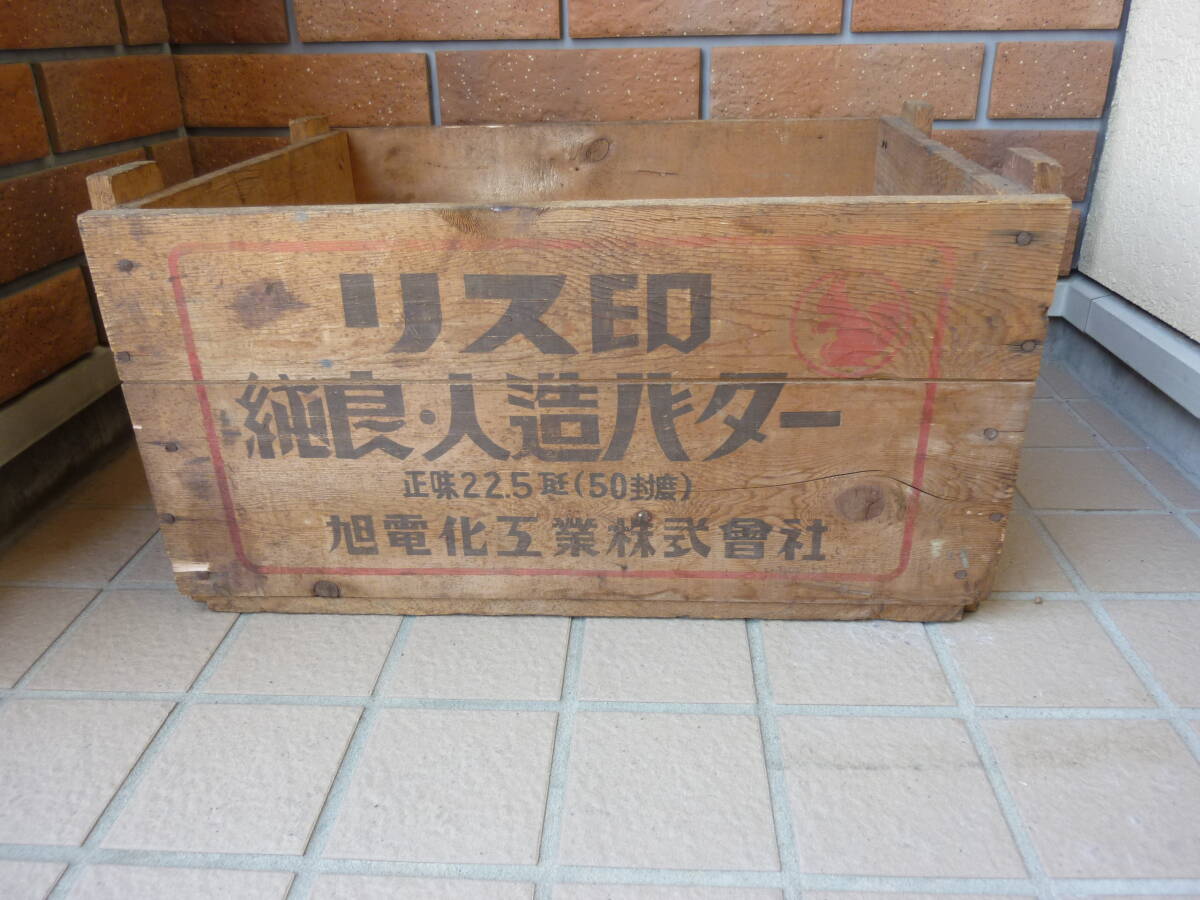 リス印
純良・人造バター
正味22.5瓩(50封度)
旭電化工業株式會社